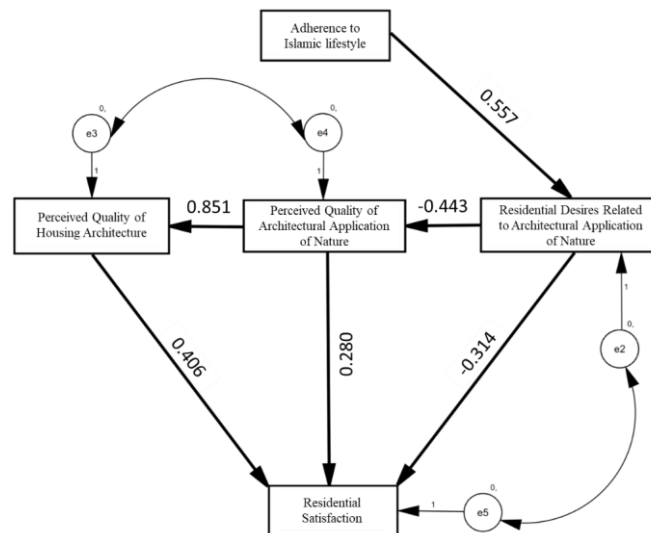 Adherence to
Islamic lifestyle
0,
0,
e3
e4
0.557
1
1
Perceived Quality of
Housing Architecture
0.851
Perceived Quality of
Architectural Application
of Nature
-0.443
Residential Desires Related
to Architectural Application
of Nature
1
0,
e2
0.406
0.280
-0.314
Residential
Satisfaction
1
0,
e5